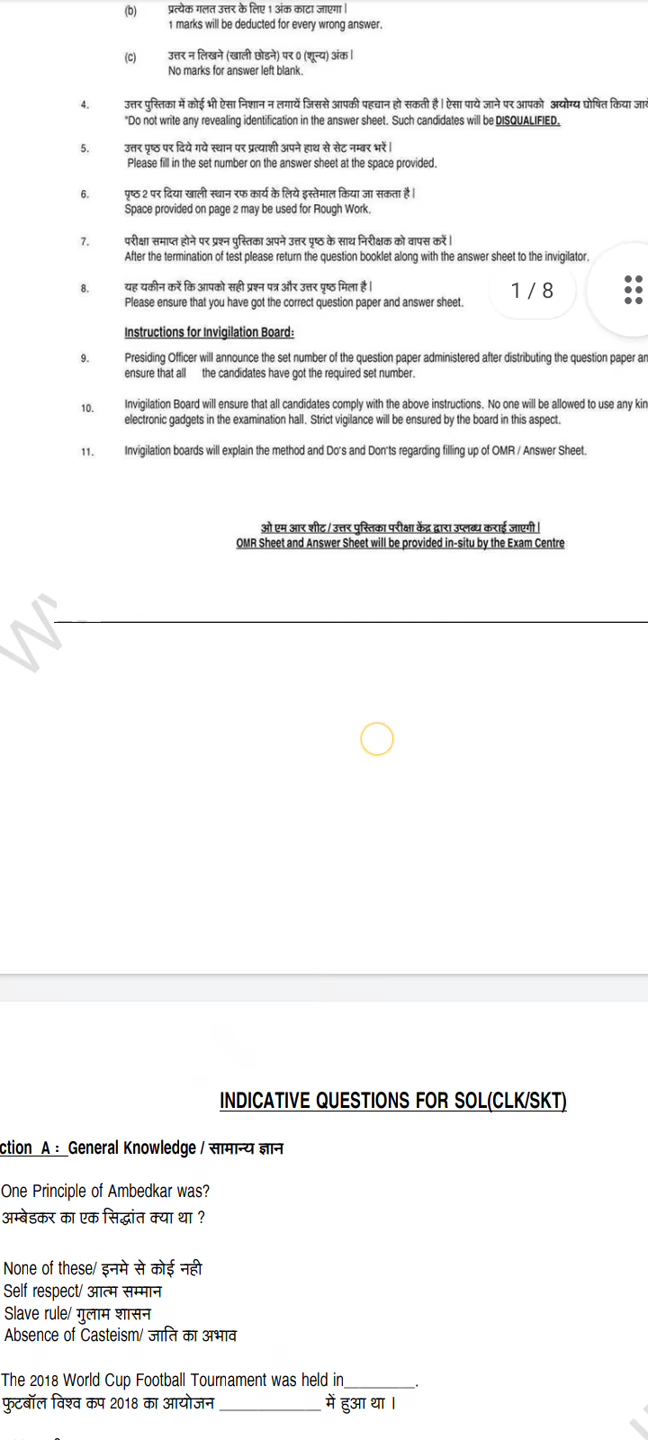 (b) प्रत्येक गलत उत्तर के लिए 1 अंक काटा जाएगा।
1 marks will be deducted for every wrong answer.
(c) उत्तर न लिखने (खाली छोडने) पर 0 (शून्य) अंक।
No marks for answer left blank.
4. उत्तर पुस्तिका में कोई भी ऐसा निशान न लगायें जिससे आपकी पहचान हो सकती है। ऐसा पाये जाने पर आपको अयोग्य घोषित किया
"Do not write any revealing identification in the answer sheet. Such candidates will be DISQUALIFIED.
5. उत्तर पृष्ठ पर दिये गये स्थान पर प्रत्याशी अपने हाथ से सेट नम्बर भरें।
Please fill in the set number on the answer sheet at the space provided.
6. पृष्ठ 2 पर दिया खाली स्थान रफ कार्य के लिये इस्तेमाल किया जा सकता है।
Space provided on page 2 may be used for Rough Work.
7. परीक्षा समाप्त होने पर प्रश्न पुस्तिका अपने उत्तर पृष्ठ के साथ निरीक्षक को वापस करें।
After the termination of test please return the question booklet along with the answer sheet to the invigilator.
8. यह यकीन करें कि आपको सही प्रश्न पत्र और उत्तर पृष्ठ मिला है।
1 / 8
Please ensure that you have got the correct question paper and answer sheet.
Instructions for Invigilation Board:
9. Presiding Officer will announce the set number of the question paper administered after distributing the question paper
ensure that all the candidates have got the required set number.
10. Invigilation Board will ensure that all candidates comply with the above instructions. No one will be allowed to use any
electronic gadgets in the examination hall. Strict vigilance will be ensured by the board in this aspect.
11. Invigilation boards will explain the method and Do's and Don'ts regarding filling up of OMR / Answer Sheet.
ओ एम आर शीट / उत्तर पुस्तिका परीक्षा केंद्र द्वारा उपलब्ध कराई जाएगी।
OMR Sheet and Answer Sheet will be provided in-situ by the Exam Centre
INDICATIVE QUESTIONS FOR SOL(CLK/SKT)
ction A : General Knowledge / सामान्य ज्ञान
One Principle of Ambedkar was?
अम्बेडकर का एक सिद्धांत क्या था ?
None of these/ इनमे से कोई नही
Self respect/ आत्म सम्मान
Slave rule/ गुलाम शासन
Absence of Casteism/ जाति का अभाव
The 2018 World Cup Football Tournament was held in________.
फुटबॉल विश्व कप 2018 का आयोजन ____________ में हुआ था ।